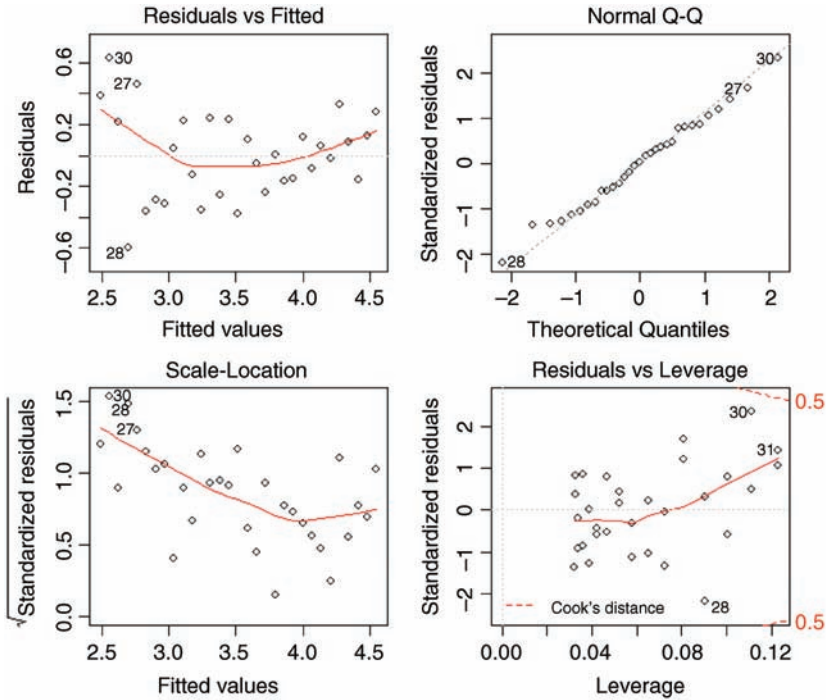 Residuals vs Fitted
Residuals
0.6
0.2
−0.2
−0.6
30
27
28
2.5 3.0 3.5 4.0 4.5
Fitted values
Normal Q-Q
Standardized residuals
2
1
0
−1
−2
30
27
28
−2 −1 0 1 2
Theoretical Quantiles
Scale-Location
√Standardized residuals
1.5
1.0
0.5
0.0
30
28
27
2.5 3.0 3.5 4.0 4.5
Fitted values
Residuals vs Leverage
Standardized residuals
2
1
0
−1
−2
0.5
30
31
28
Cook's distance
0.5
0.00 0.04 0.08 0.12
Leverage